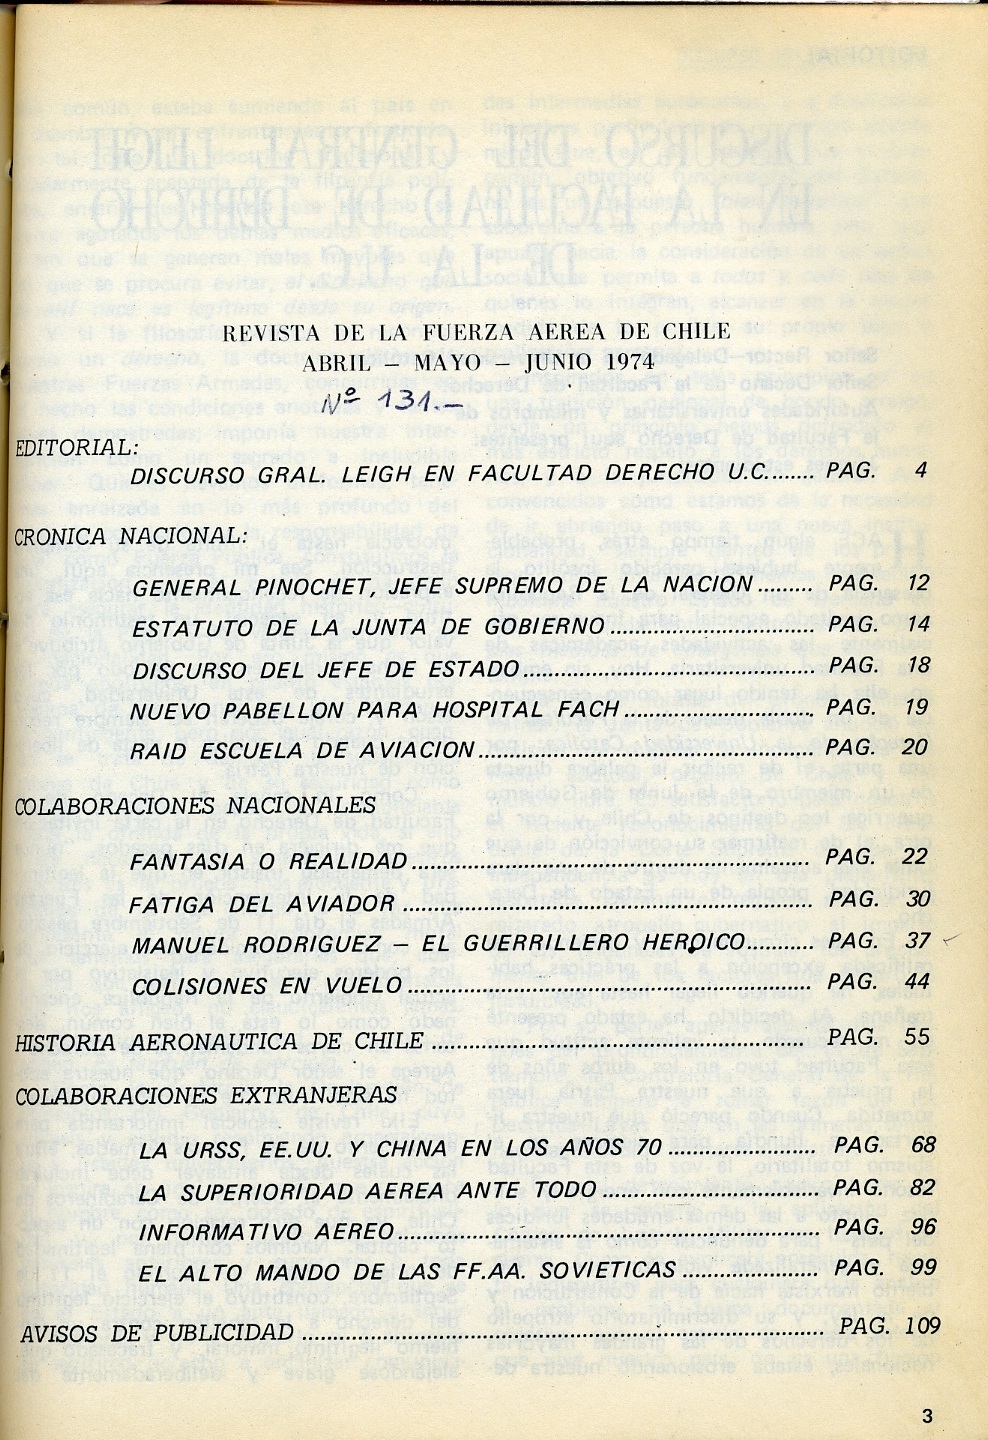 REVISTA DE LA FUERZA AEREA DE CHILE
ABRIL — MAYO — JUNIO 1974
Nº 131.—
EDITORIAL:
DISCURSO GRAL. LEIGH EN FACULTAD DERECHO U.C....... PAG. 4
CRONICA NACIONAL:
GENERAL PINOCHET, JEFE SUPREMO DE LA NACION ........ PAG. 12
ESTATUTO DE LA JUNTA DE GOBIERNO .............................. PAG. 14
DISCURSO DEL JEFE DE ESTADO .......................................... PAG. 18
NUEVO PABELLON PARA HOSPITAL FACH ............................ PAG. 19
RAID ESCUELA DE AVIACION ................................................. PAG. 20
COLABORACIONES NACIONALES
FANTASIA O REALIDAD ......................................................... PAG. 22
FATIGA DEL AVIADOR .......................................................... PAG. 30
MANUEL RODRIGUEZ — EL GUERRILLERO HEROICO .......... PAG. 37
COLISIONES EN VUELO ......................................................... PAG. 44
HISTORIA AERONAUTICA DE CHILE ...................................................... PAG. 55
COLABORACIONES EXTRANJERAS
LA URSS, EE.UU. Y CHINA EN LOS AÑOS 70 ...................... PAG. 68
LA SUPERIORIDAD AEREA ANTE TODO ................................ PAG. 82
INFORMATIVO AEREO ............................................................ PAG. 96
EL ALTO MANDO DE LAS FF.AA. SOVIETICAS .................... PAG. 99
AVISOS DE PUBLICIDAD .......................................................................... PAG. 109
3